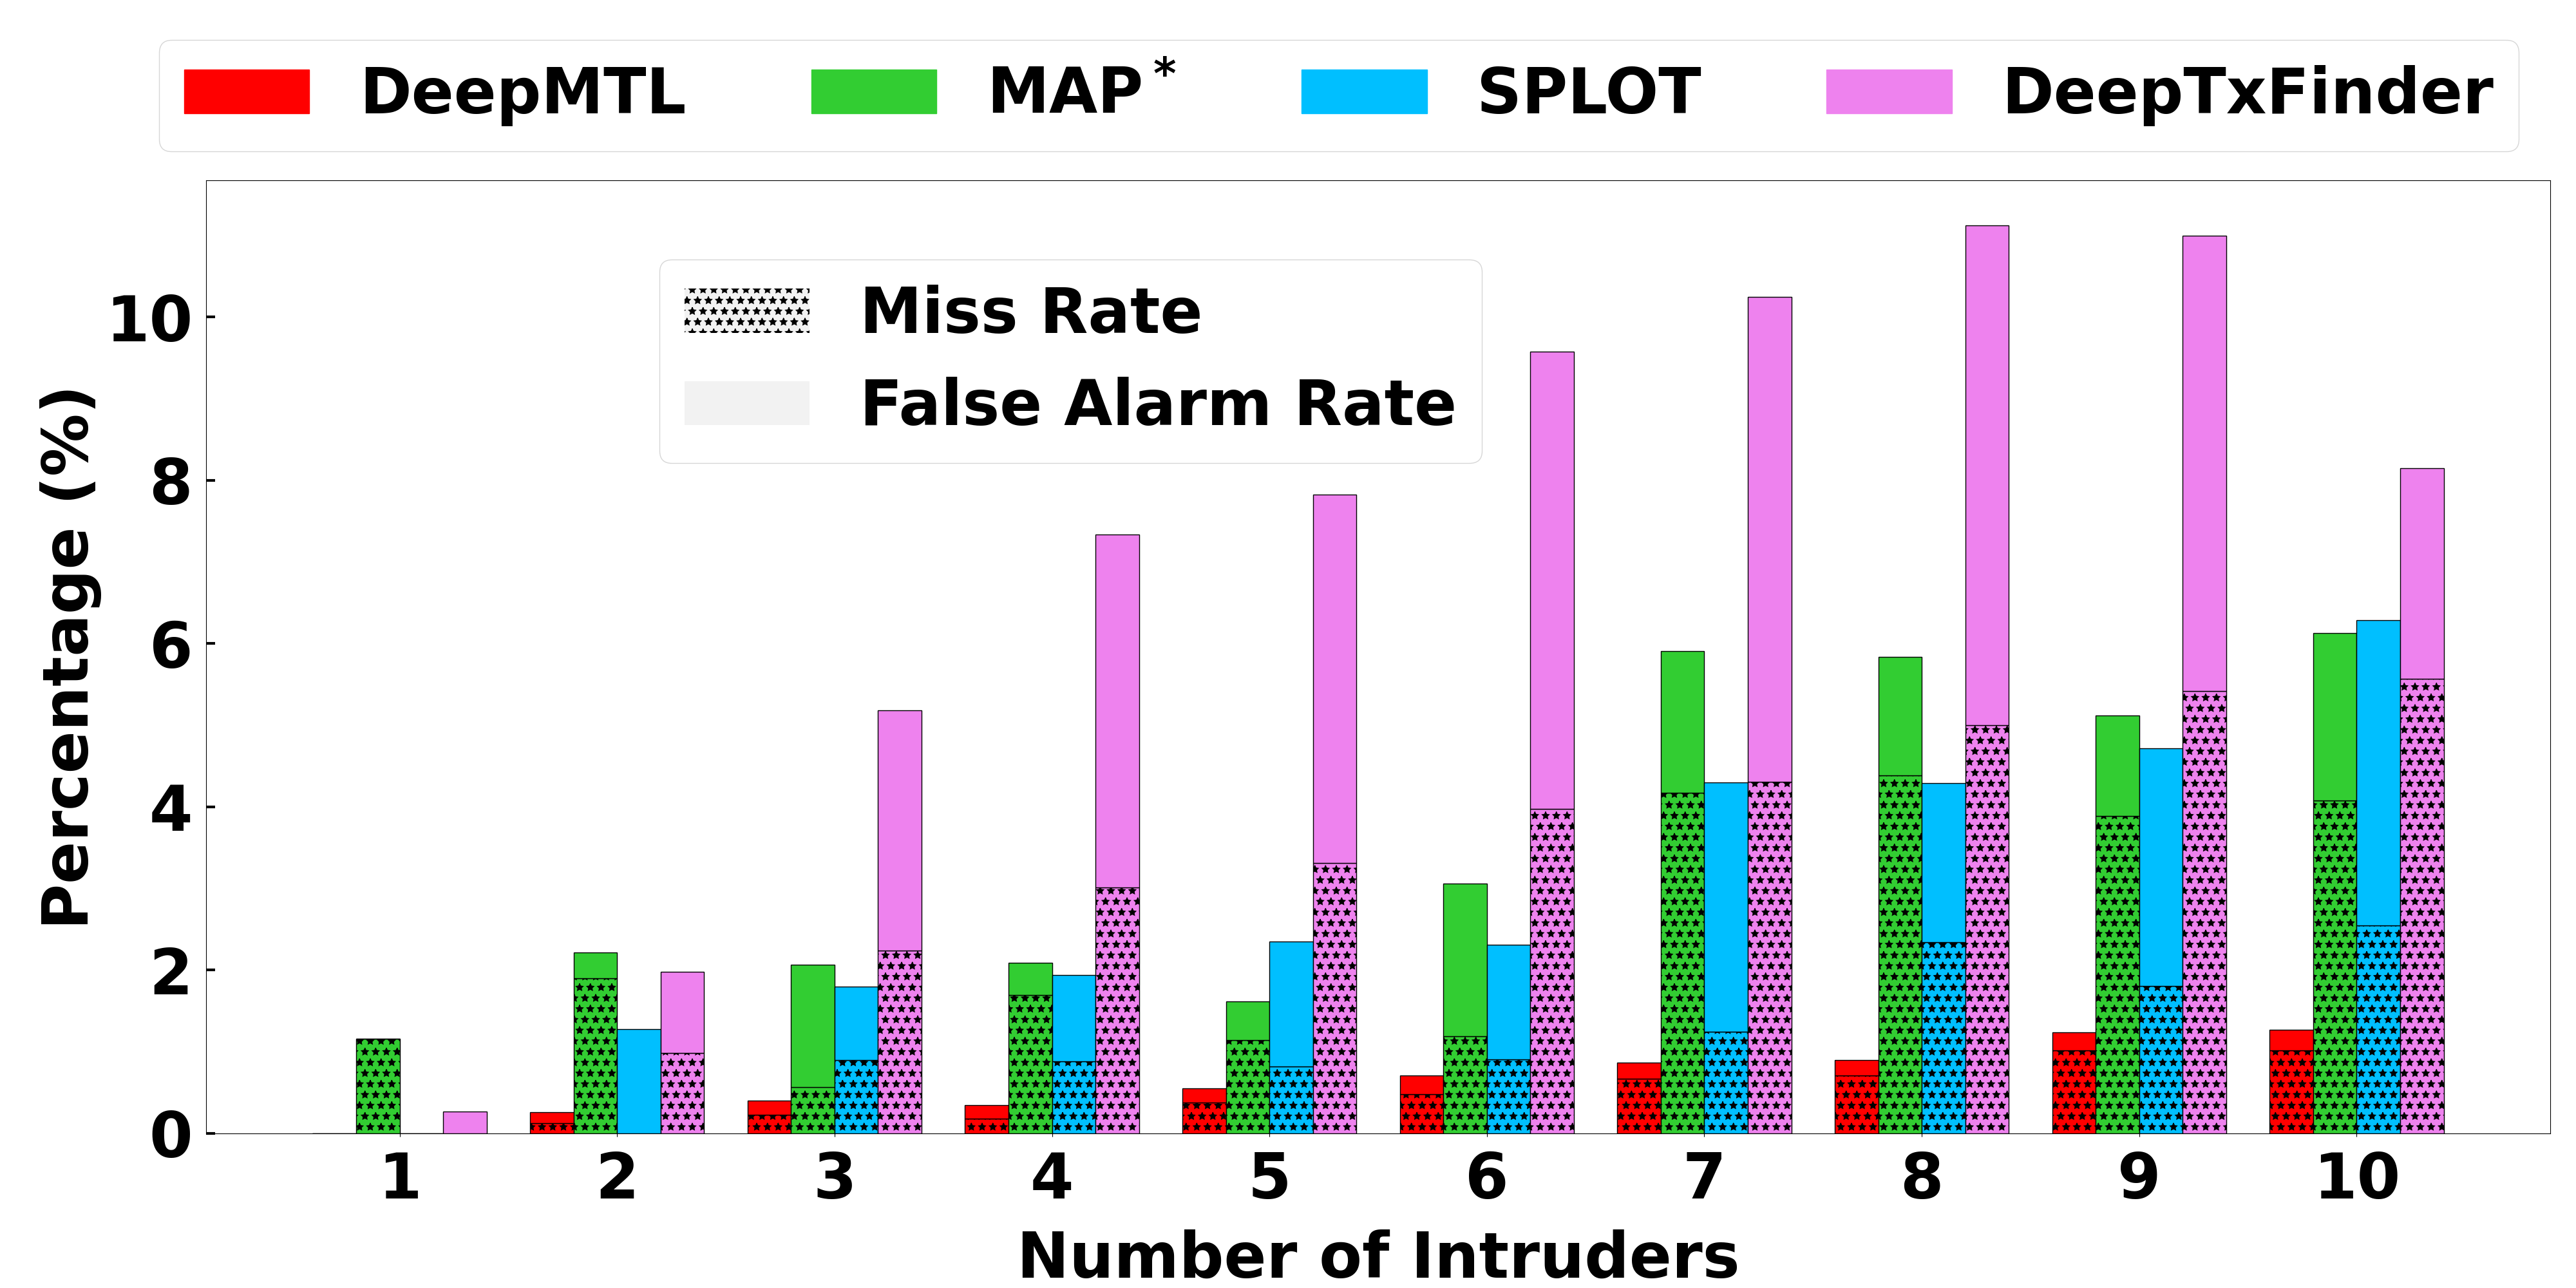 DeepMTL MAP* SPLOT DeepTxFinder
Miss Rate
False Alarm Rate
Percentage (%)
10
8
6
4
2
0
1 2 3 4 5 6 7 8 9 10
Number of Intruders